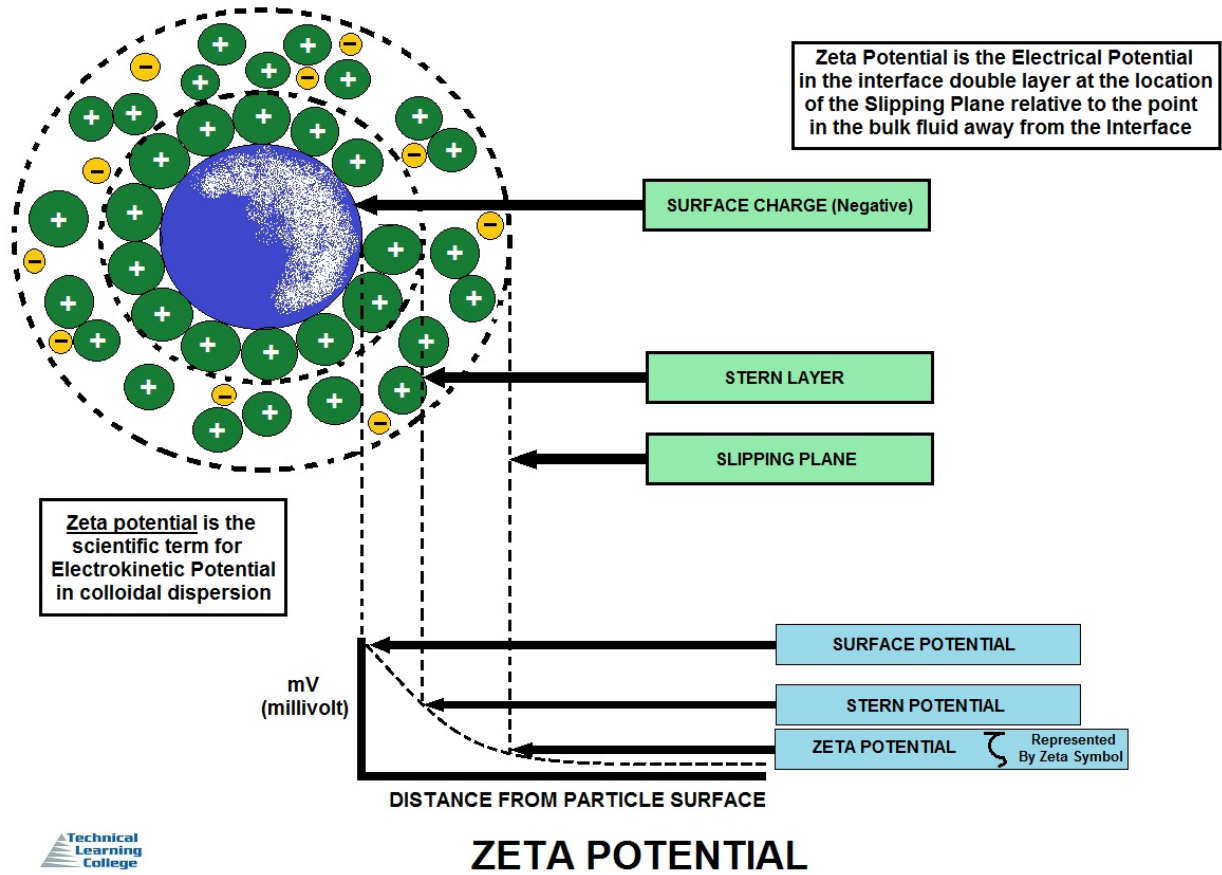 Zeta Potential is the Electrical Potential
in the interface double layer at the location
of the Slipping Plane relative to the point
in the bulk fluid away from the Interface
SURFACE CHARGE (Negative)
STERN LAYER
SLIPPING PLANE
Zeta potential is the
scientific term for
Electrokinetic Potential
in colloidal dispersion
SURFACE POTENTIAL
mV
(millivolt)
STERN POTENTIAL
ZETA POTENTIAL ζ Represented
By Zeta Symbol
DISTANCE FROM PARTICLE SURFACE
Technical
Learning
College
ZETA POTENTIAL